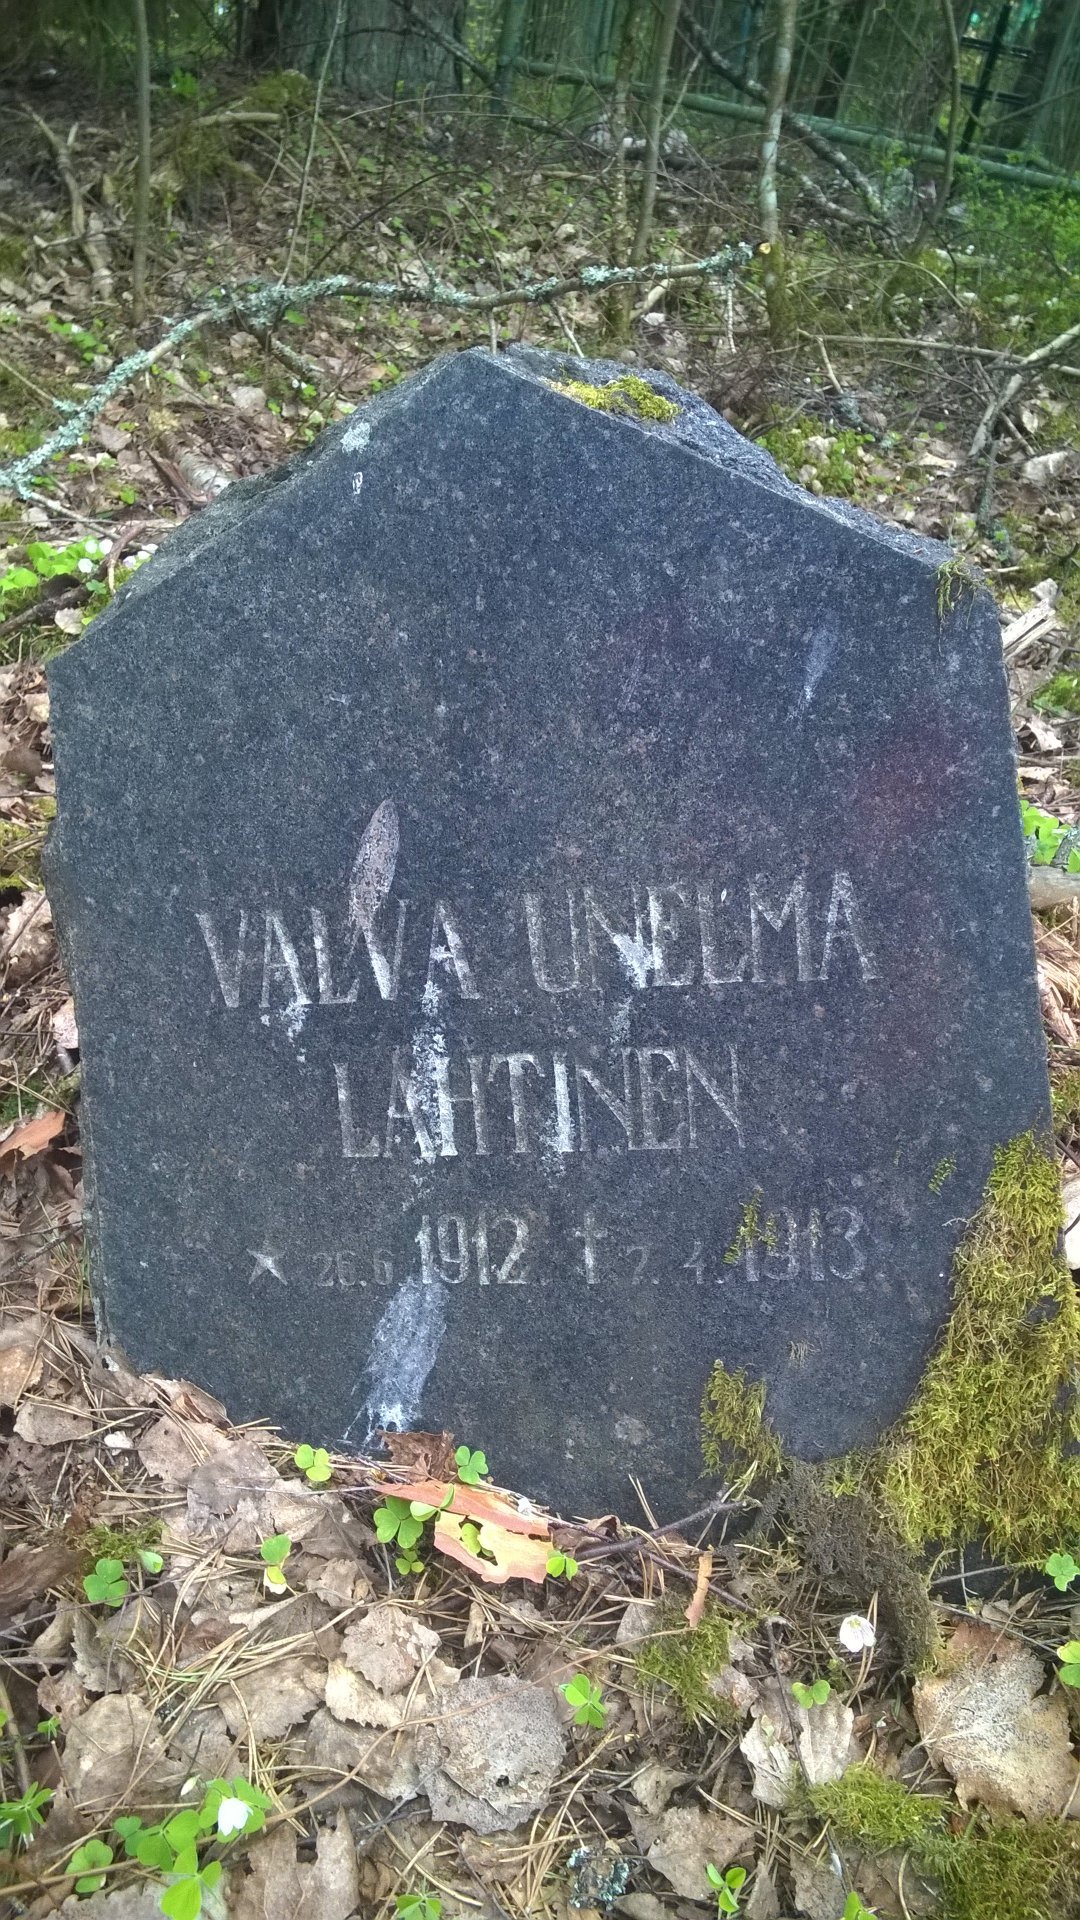 VALVA UNELMA
LAHTINEN
★ 26.6.1912. † 2.4.1913.